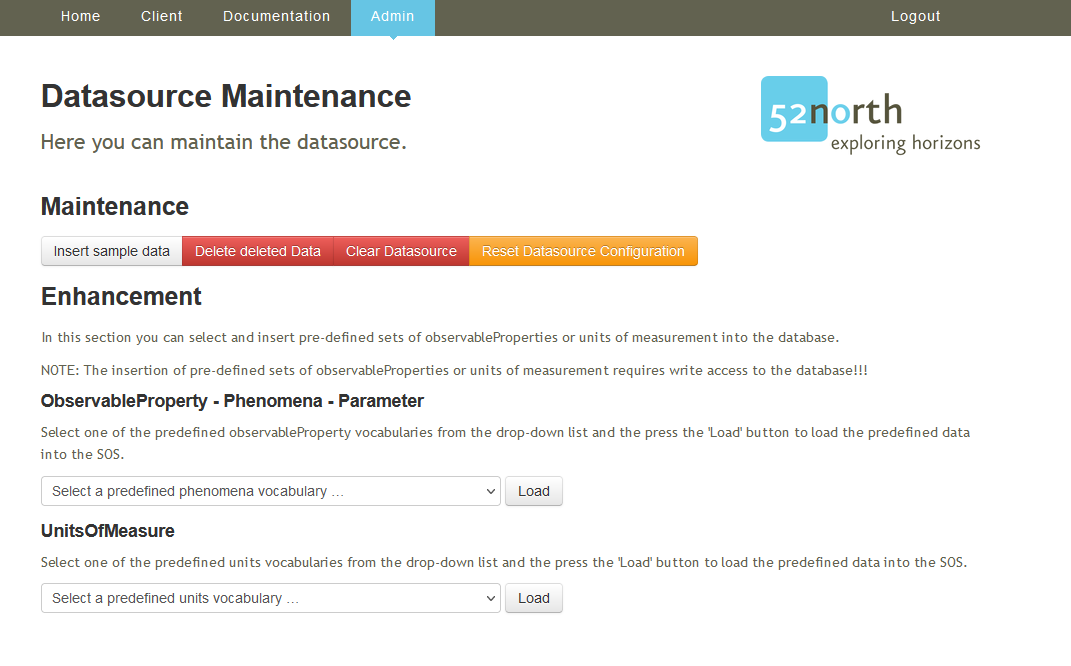 Home Client Documentation Admin Logout
Datasource Maintenance
Here you can maintain the datasource.
52north
exploring horizons
Maintenance
Insert sample data Delete deleted Data Clear Datasource Reset Datasource Configuration
Enhancement
In this section you can select and insert pre-defined sets of observableProperties or units of measurement into the database.
NOTE: The insertion of pre-defined sets of observableProperties or units of measurement requires write access to the database!!!
ObservableProperty - Phenomena - Parameter
Select one of the predefined observableProperty vocabularies from the drop-down list and the press the 'Load' button to load the predefined data
into the SOS.
Select a predefined phenomena vocabulary ... Load
UnitsOfMeasure
Select one of the predefined units vocabularies from the drop-down list and the press the 'Load' button to load the predefined data into the SOS.
Select a predefined units vocabulary ... Load